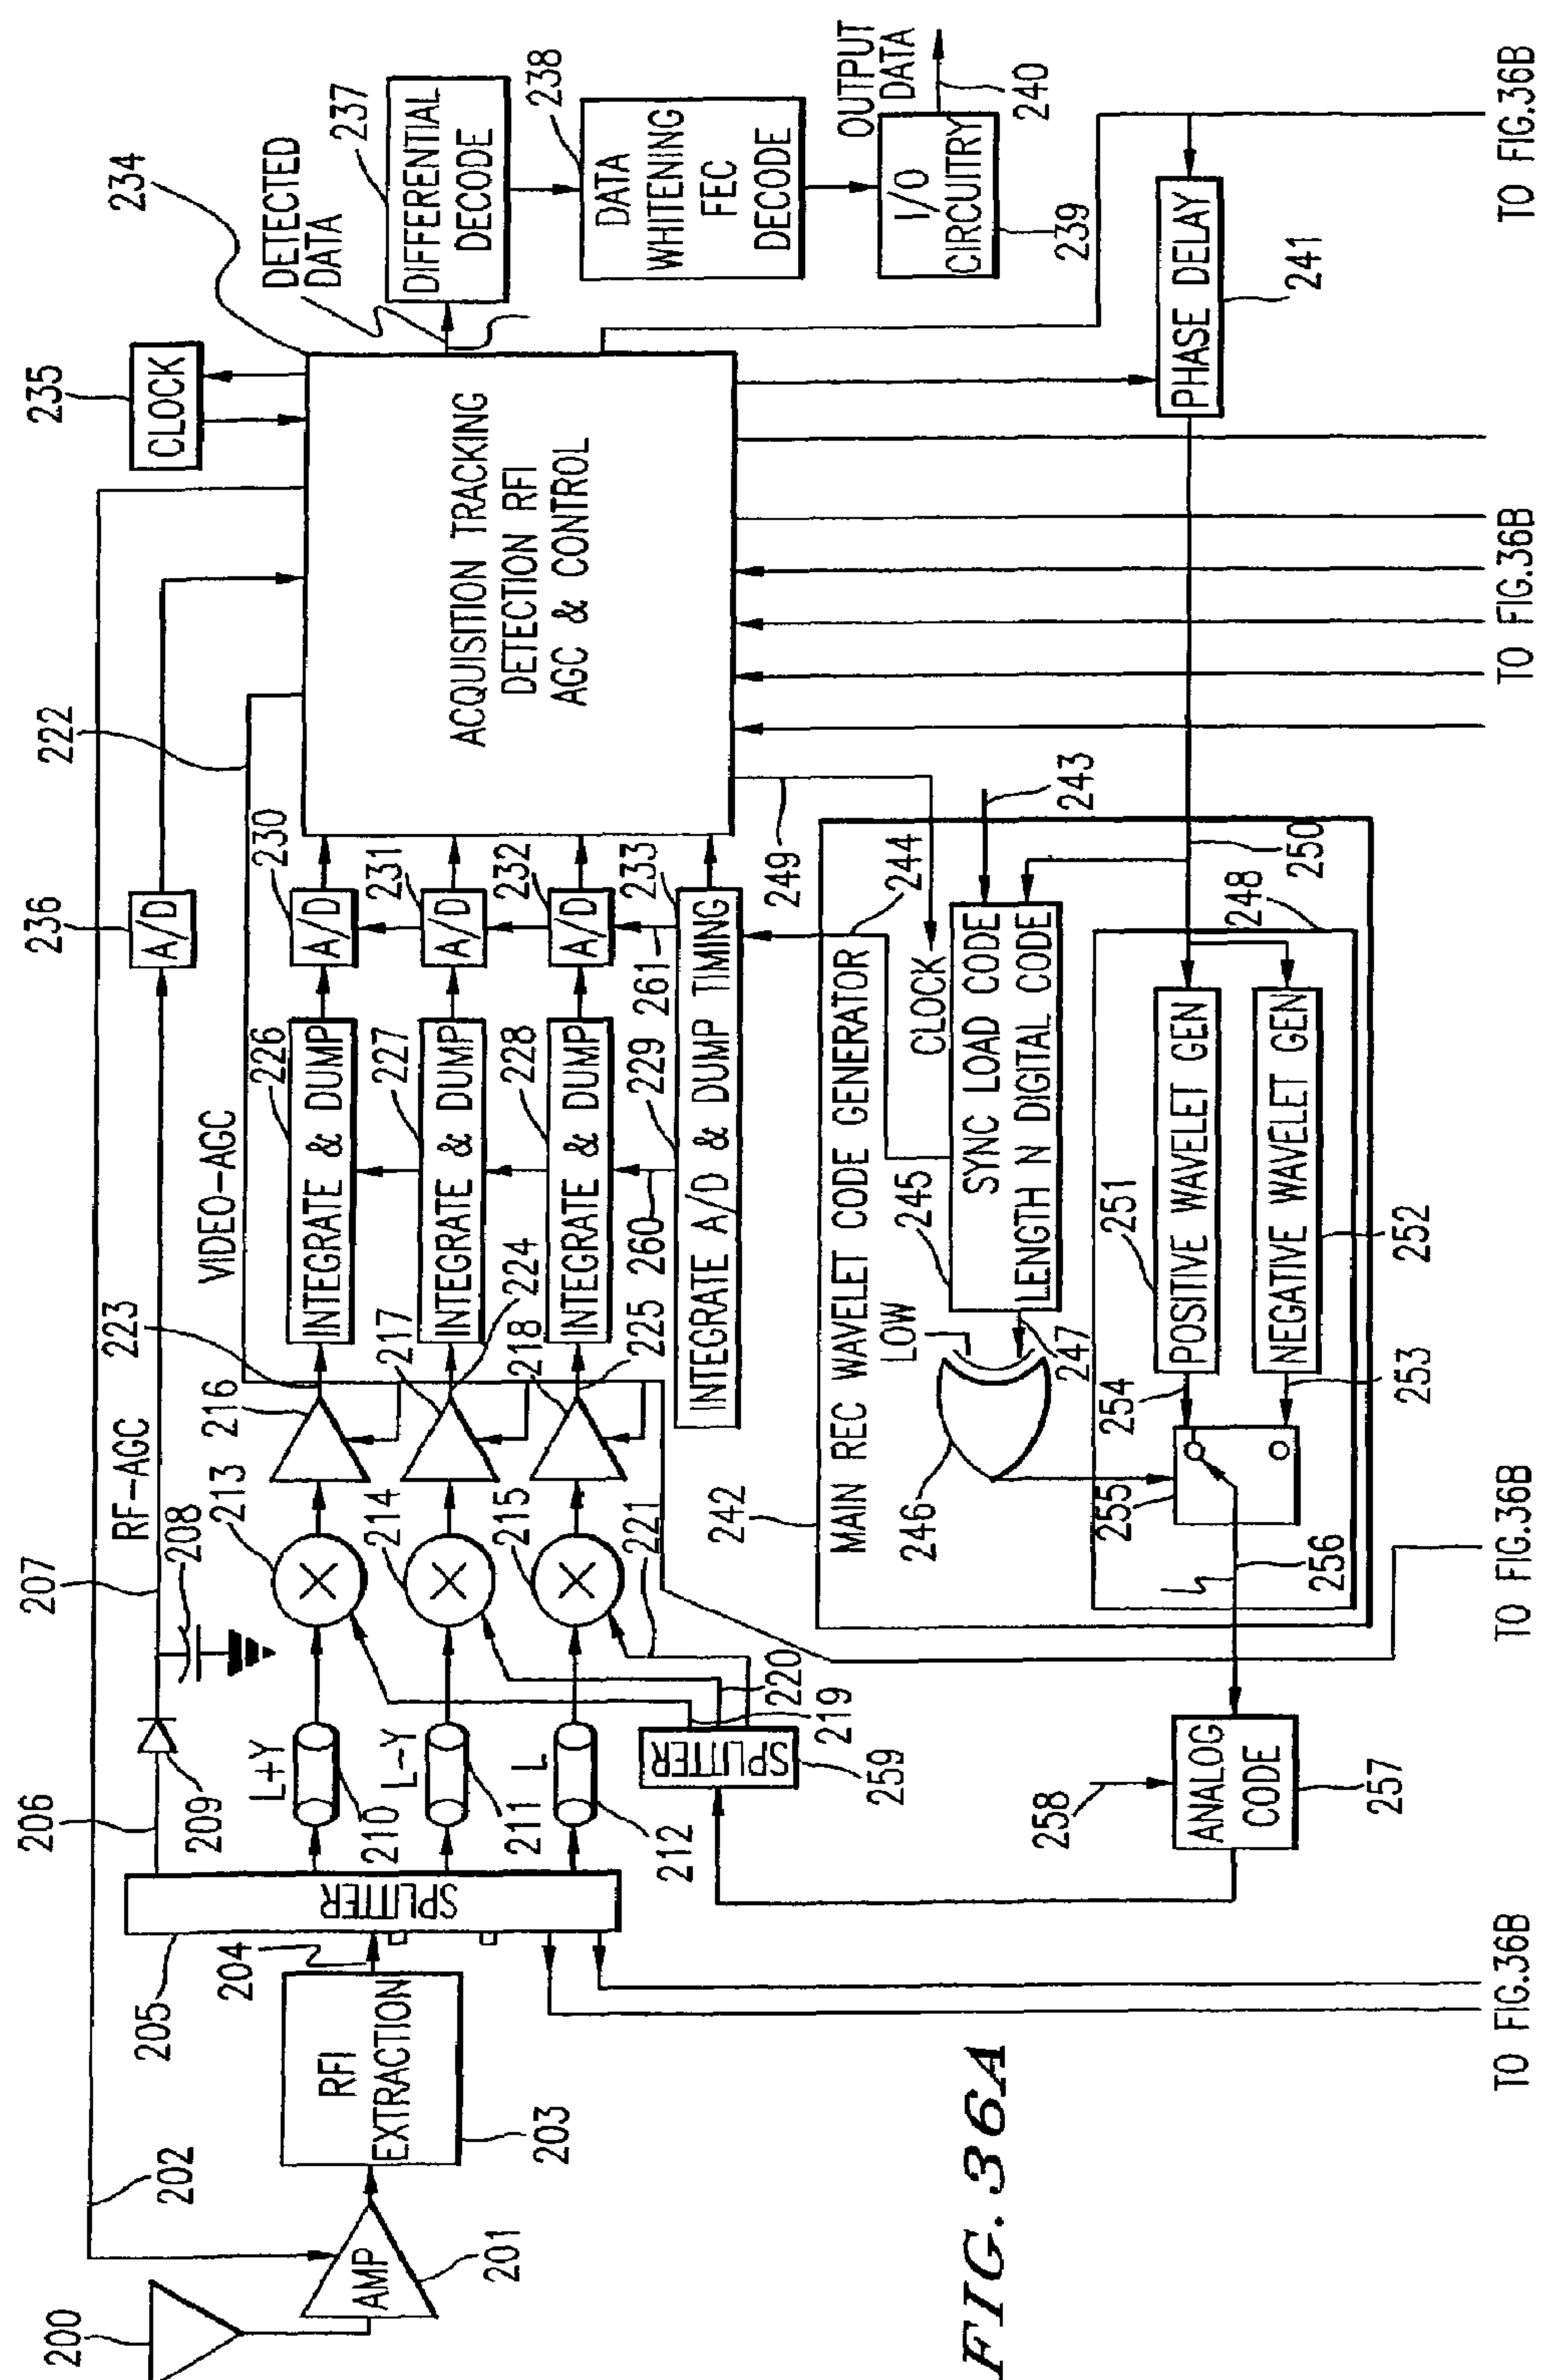 200
AMP
201
202
RFI
EXTRACTION
203
204
205
SPLITTER
206
209
207
208
RF-AGC
236
A/D
235
CLOCK
234
222
VIDEO-AGC
L+Y
210
L-Y
211
L
212
213
214
215
216
217
218
219
220
221
223
224
225
226
INTEGRATE & DUMP
227
INTEGRATE & DUMP
228
INTEGRATE & DUMP
229
260
261
230
A/D
231
A/D
232
A/D
233
INTEGRATE A/D & DUMP TIMING
ACQUISITION TRACKING
DETECTION RFI
AGC & CONTROL
DETECTED
DATA
237
DIFFERENTIAL
DECODE
238
DATA
WHITENING
FEC
DECODE
I/O
CIRCUITRY
239
OUTPUT
DATA
240
SPLITTER
259
242
MAIN REC WAVELET CODE GENERATOR
244
249
CLOCK
243
LOW
245
SYNC LOAD CODE
LENGTH N DIGITAL CODE
246
247
PHASE DELAY
241
250
248
251
POSITIVE WAVELET GEN
NEGATIVE WAVELET GEN
252
254
253
255
256
258
ANALOG
CODE
257
TO FIG.36B
TO FIG.36B
TO FIG.36B
TO FIG.36B
FIG. 36A